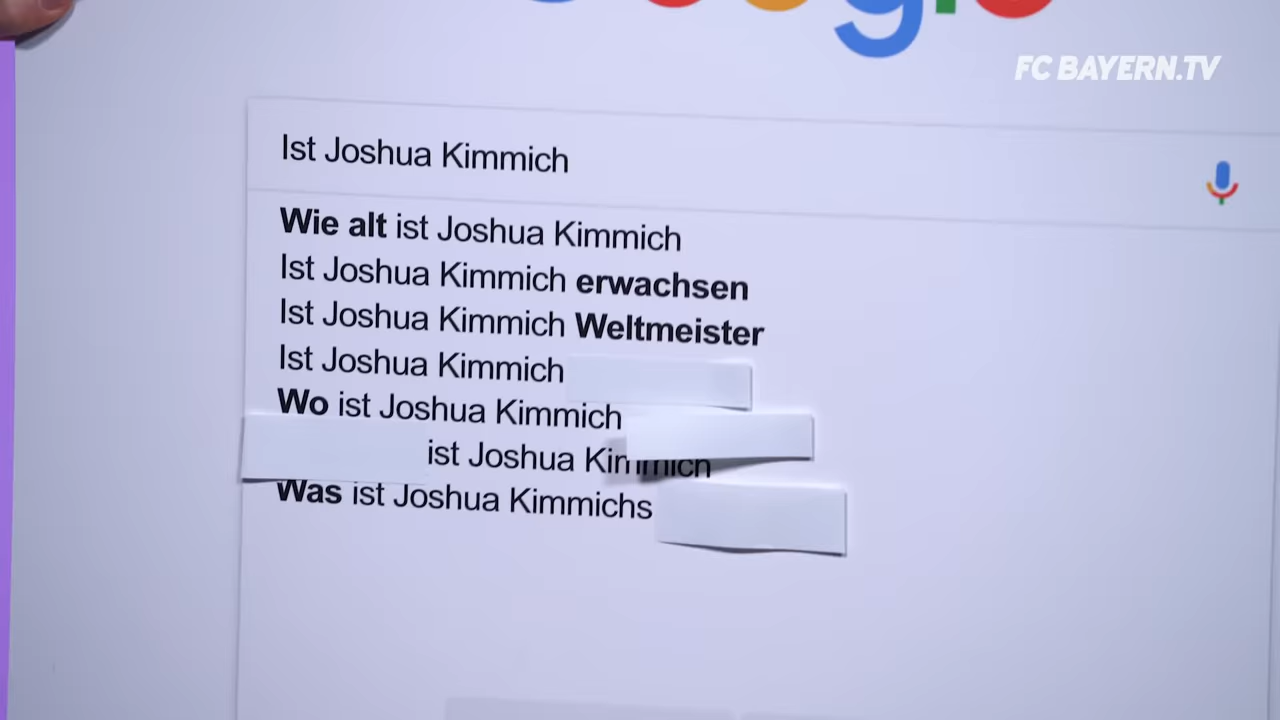 Google
FC BAYERN.TV
Ist Joshua Kimmich
Wie alt ist Joshua Kimmich
Ist Joshua Kimmich erwachsen
Ist Joshua Kimmich Weltmeister
Ist Joshua Kimmich
Wo ist Joshua Kimmich
ist Joshua Kimmich
Was ist Joshua Kimmichs